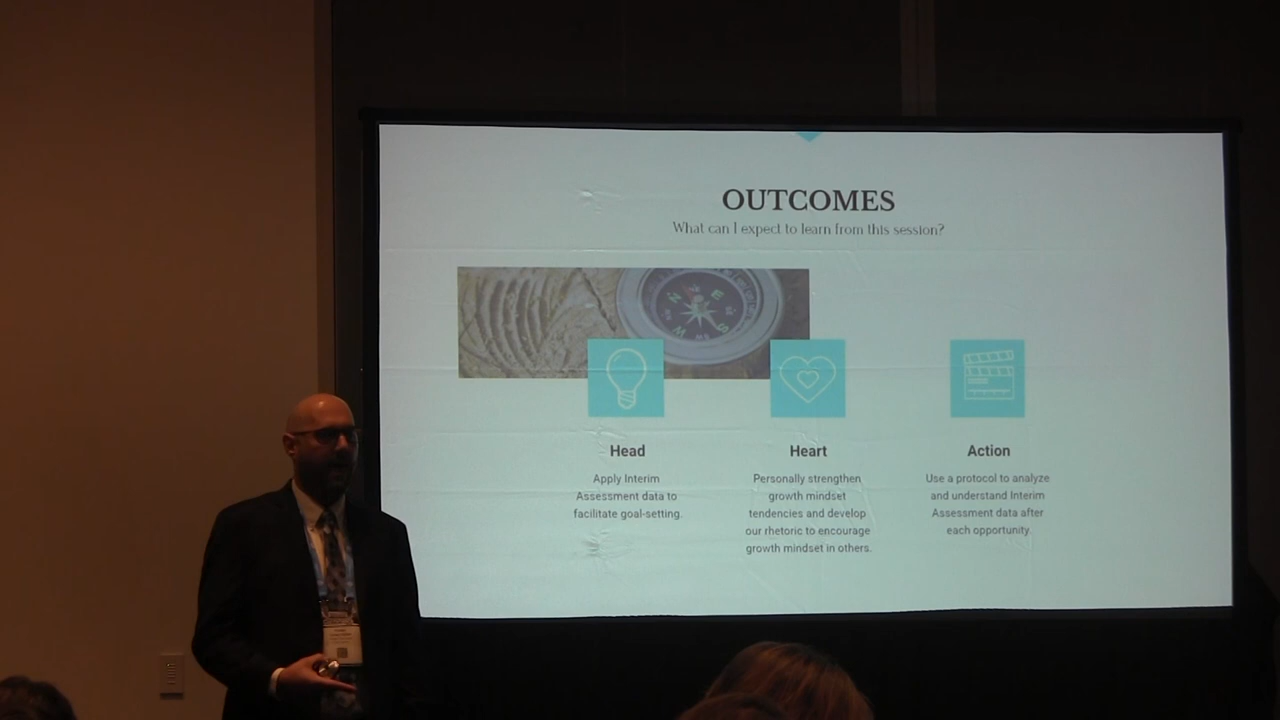 OUTCOMES
What can I expect to learn from this session?
N
E
W
S
Head
Apply Interim
Assessment data to
facilitate goal-setting.
Heart
Personally strengthen
growth mindset
tendencies and develop
our rhetoric to encourage
growth mindset in others.
Action
Use a protocol to analyze
and understand Interim
Assessment data after
each opportunity.